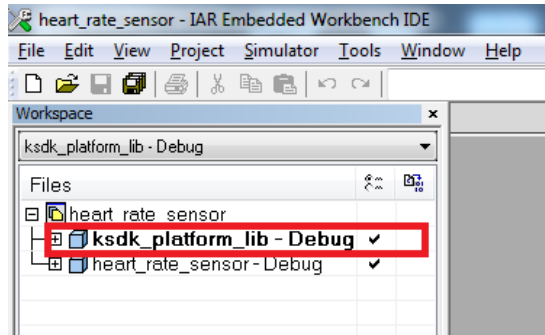 heart_rate_sensor - IAR Embedded Workbench IDE
File Edit View Project Simulator Tools Window Help
Workspace
ksdk_platform_lib - Debug
Files
heart_rate_sensor
ksdk_platform_lib - Debug
heart_rate_sensor - Debug